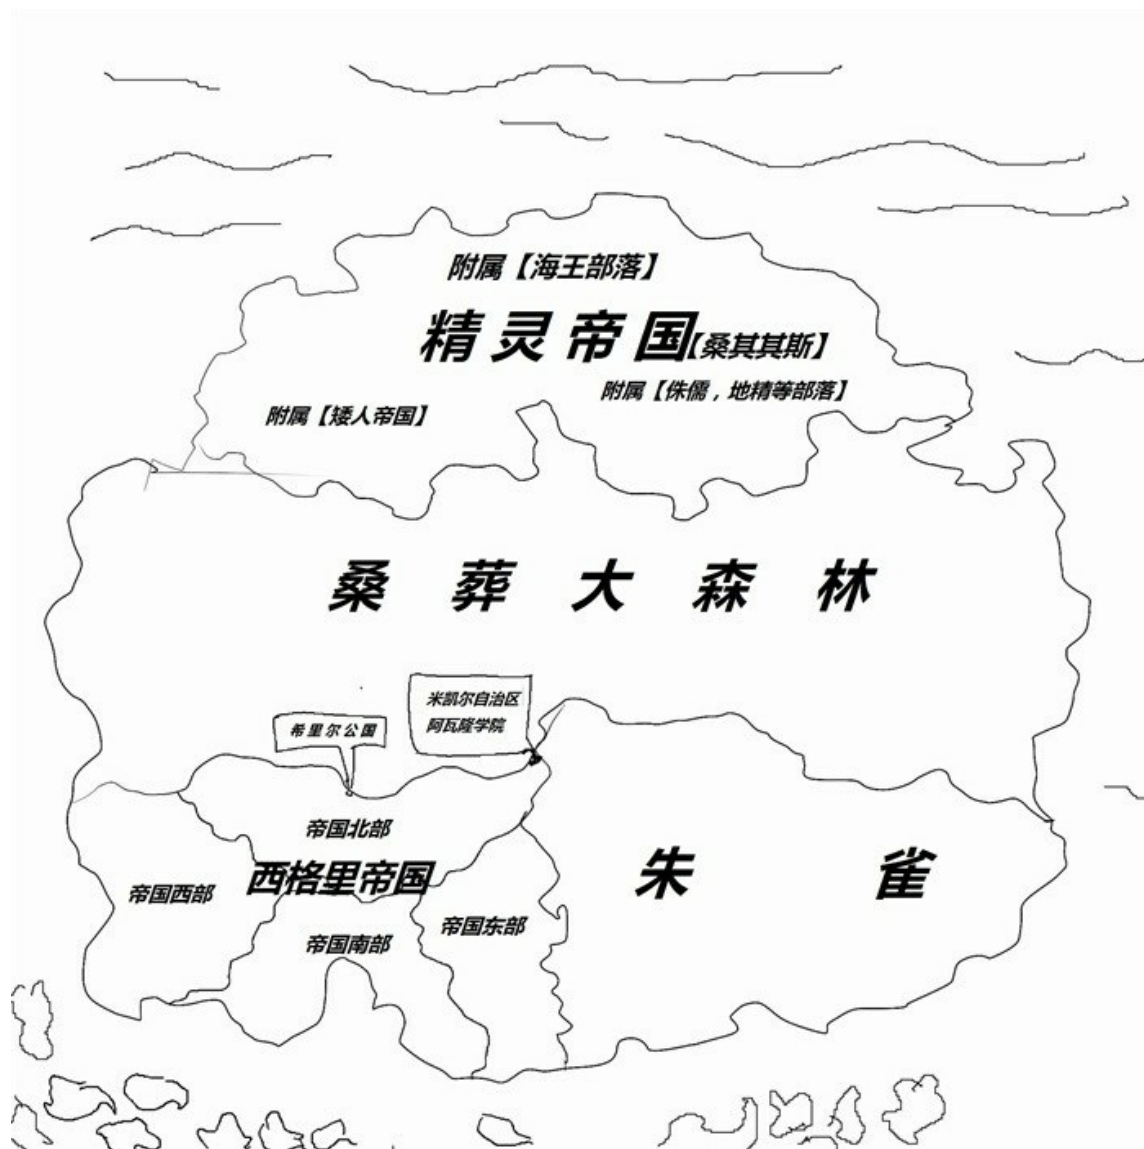 附属【海王部落】
精灵帝国【桑其其斯】
附属【侏儒，地精等部落】
附属【矮人帝国】
桑葬大森林
米凯尔自治区
阿瓦隆学院
希里尔公国
帝国北部
西格里帝国
朱雀
帝国西部
帝国东部
帝国南部